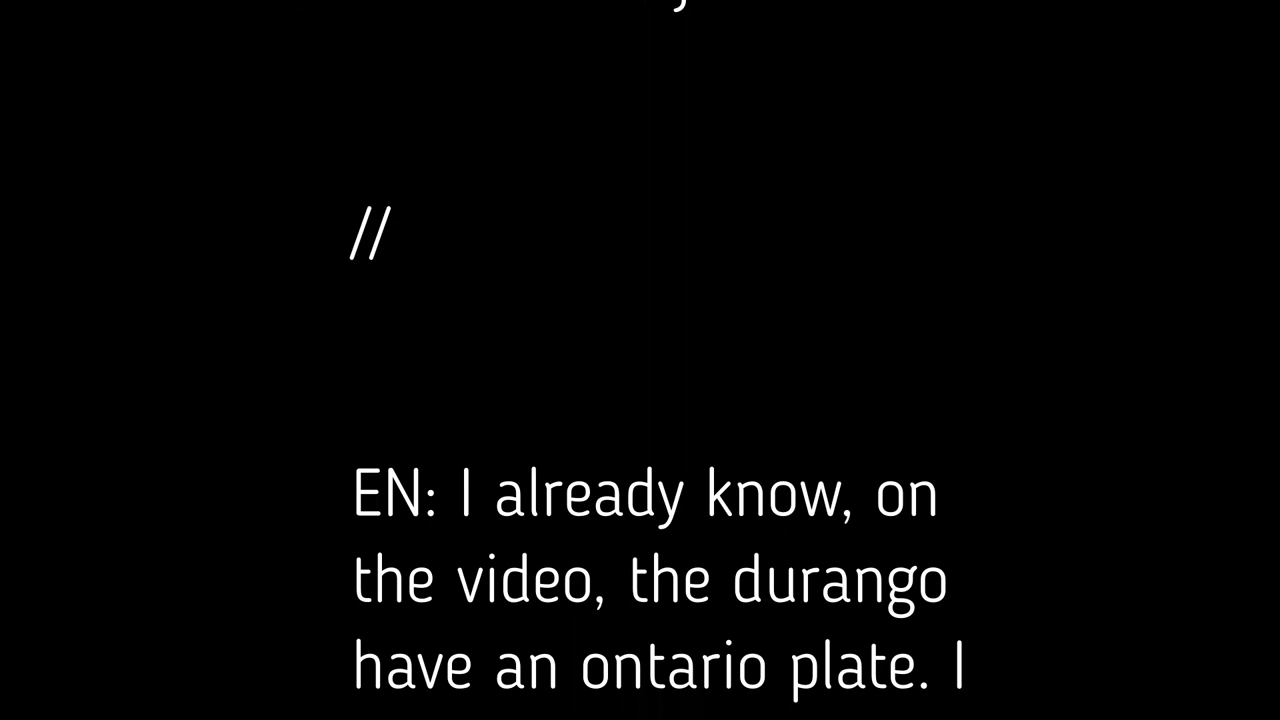 //
EN: I already know, on
the video, the durango
have an ontario plate. I